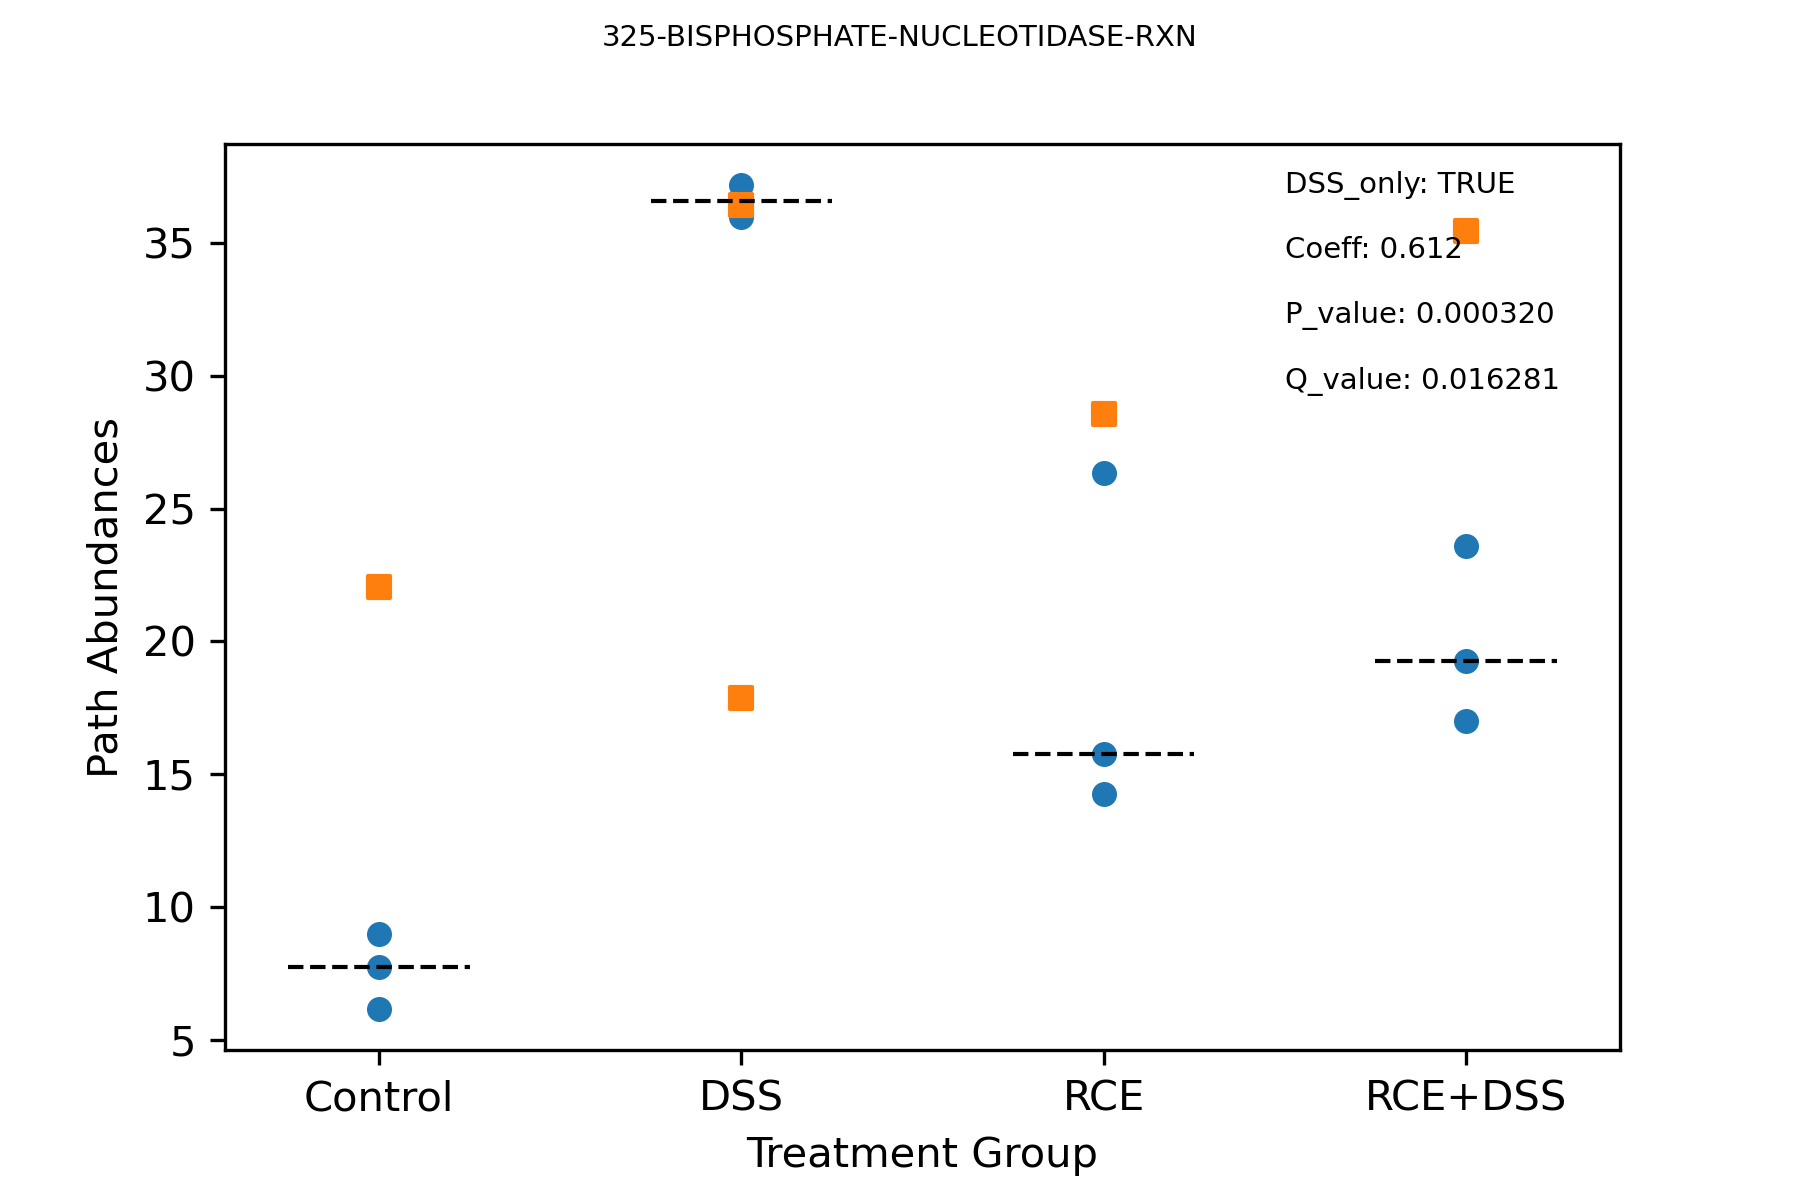 325-BISPHOSPHATE-NUCLEOTIDASE-RXN
DSS_only: TRUE
Coeff: 0.612
P_value: 0.000320
Q_value: 0.016281
Path Abundances
35
30
25
20
15
10
5
Control DSS RCE RCE+DSS
Treatment Group